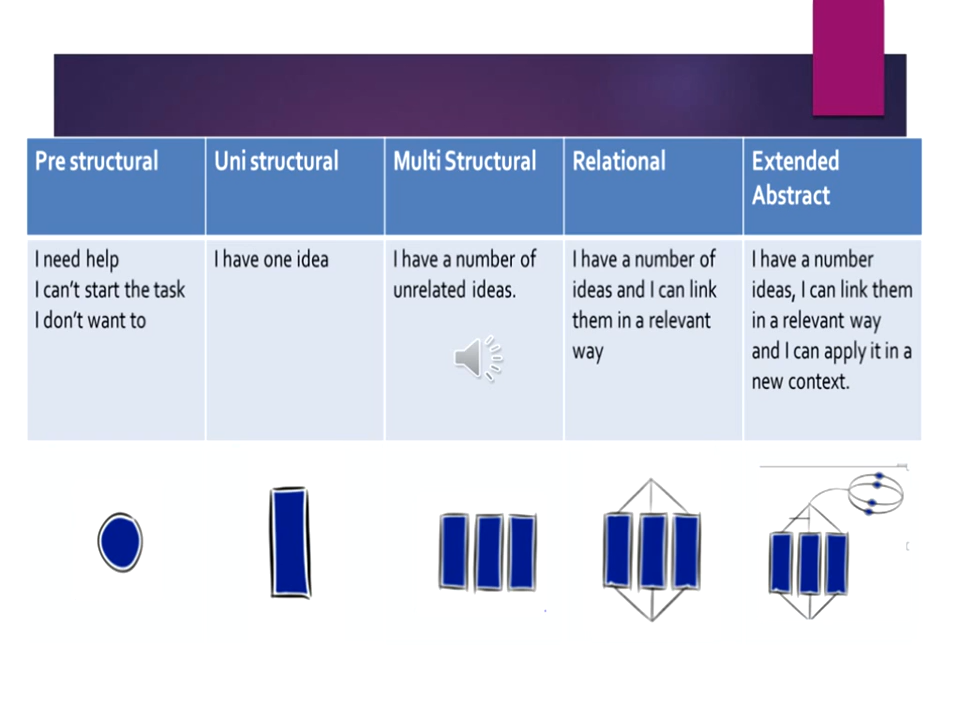 Pre structural
Uni structural
Multi Structural
Relational
Extended
Abstract
I need help
I can't start the task
I don't want to
I have one idea
I have a number of
unrelated ideas.
I have a number of
ideas and I can link
them in a relevant
way
I have a number
ideas, I can link them
in a relevant way
and I can apply it in a
new context.